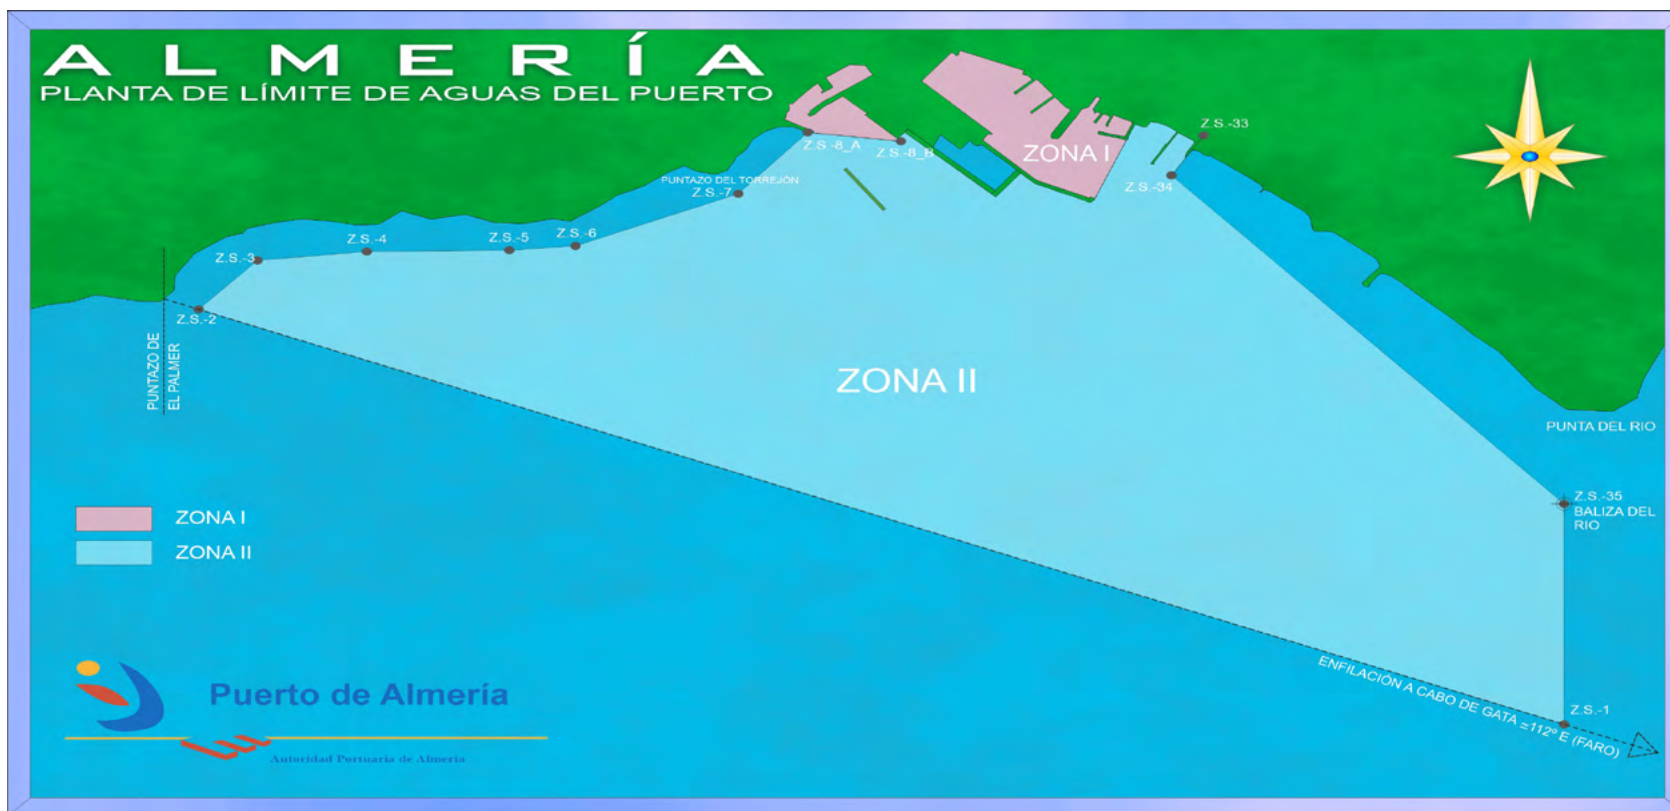 ALMERÍA
PLANTA DE LÍMITE DE AGUAS DEL PUERTO
Z.S.-33
Z.S.-8_A
Z.S.-8_B
ZONA I
PUNTAZO DEL TORREJÓN
Z.S.-7
Z.S.-34
Z.S.-6
Z.S.-5
Z.S.-4
Z.S.-3
Z.S.-2
PUNTAZO DE
EL PALMER
ZONA II
PUNTA DEL RIO
Z.S.-35
BALIZA DEL
RIO
ZONA I
ZONA II
ENFILACIÓN A CABO DE GATA ±112º E (FARO)
Z.S.-1
Puerto de Almería
Autoridad Portuaria de Almería